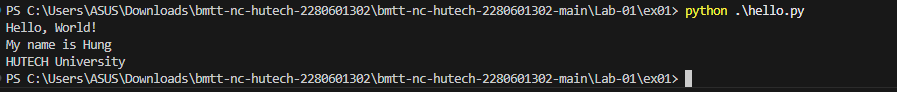 PS C:\Users\ASUS\Downloads\bmtt-nc-hutech-2280601302-main\bmtt-nc-hutech-2280601302-main\Lab-01\ex01> python .\hello.py
Hello, World!
My name is Hung
HUTECH University
PS C:\Users\ASUS\Downloads\bmtt-nc-hutech-2280601302-main\bmtt-nc-hutech-2280601302-main\Lab-01\ex01>